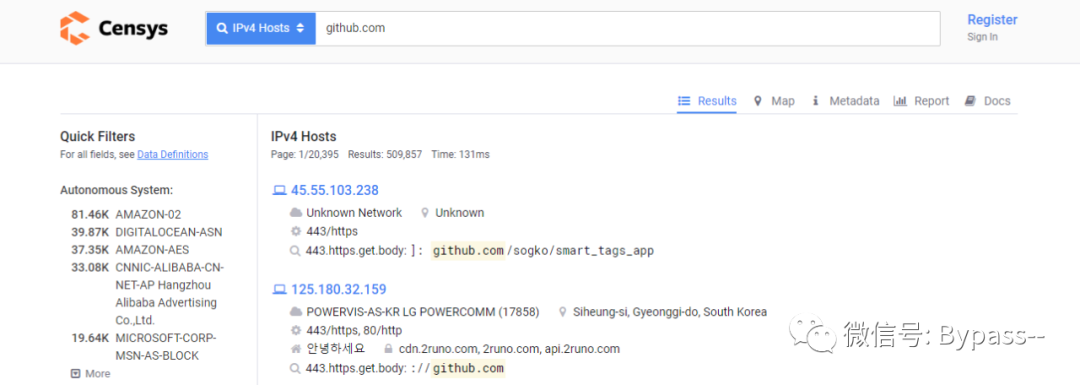 Censys
IPv4 Hosts
github.com
Register
Sign In
Results
Map
Metadata
Report
Docs
Quick Filters
For all fields, see Data Definitions
Autonomous System:
81.46K AMAZON-02
39.87K DIGITALOCEAN-ASN
37.35K AMAZON-AES
33.08K CNNIC-ALIBABA-CN-
NET-AP Hangzhou
Alibaba Advertising
Co.,Ltd.
19.64K MICROSOFT-CORP-
MSN-AS-BLOCK
More
IPv4 Hosts
Page: 1/20,395 Results: 509,857 Time: 131ms
45.55.103.238
Unknown Network Unknown
443/https
443.https.get.body: ]: github.com/sogko/smart_tags_app
125.180.32.159
POWERVIS-AS-KR LG POWERCOMM (17858) Siheung-si, Gyeonggi-do, South Korea
443/https, 80/http
안녕하세요 cdn.2runo.com, 2runo.com, api.2runo.com
443.https.get.body: ://github.com
微信号: Bypass--